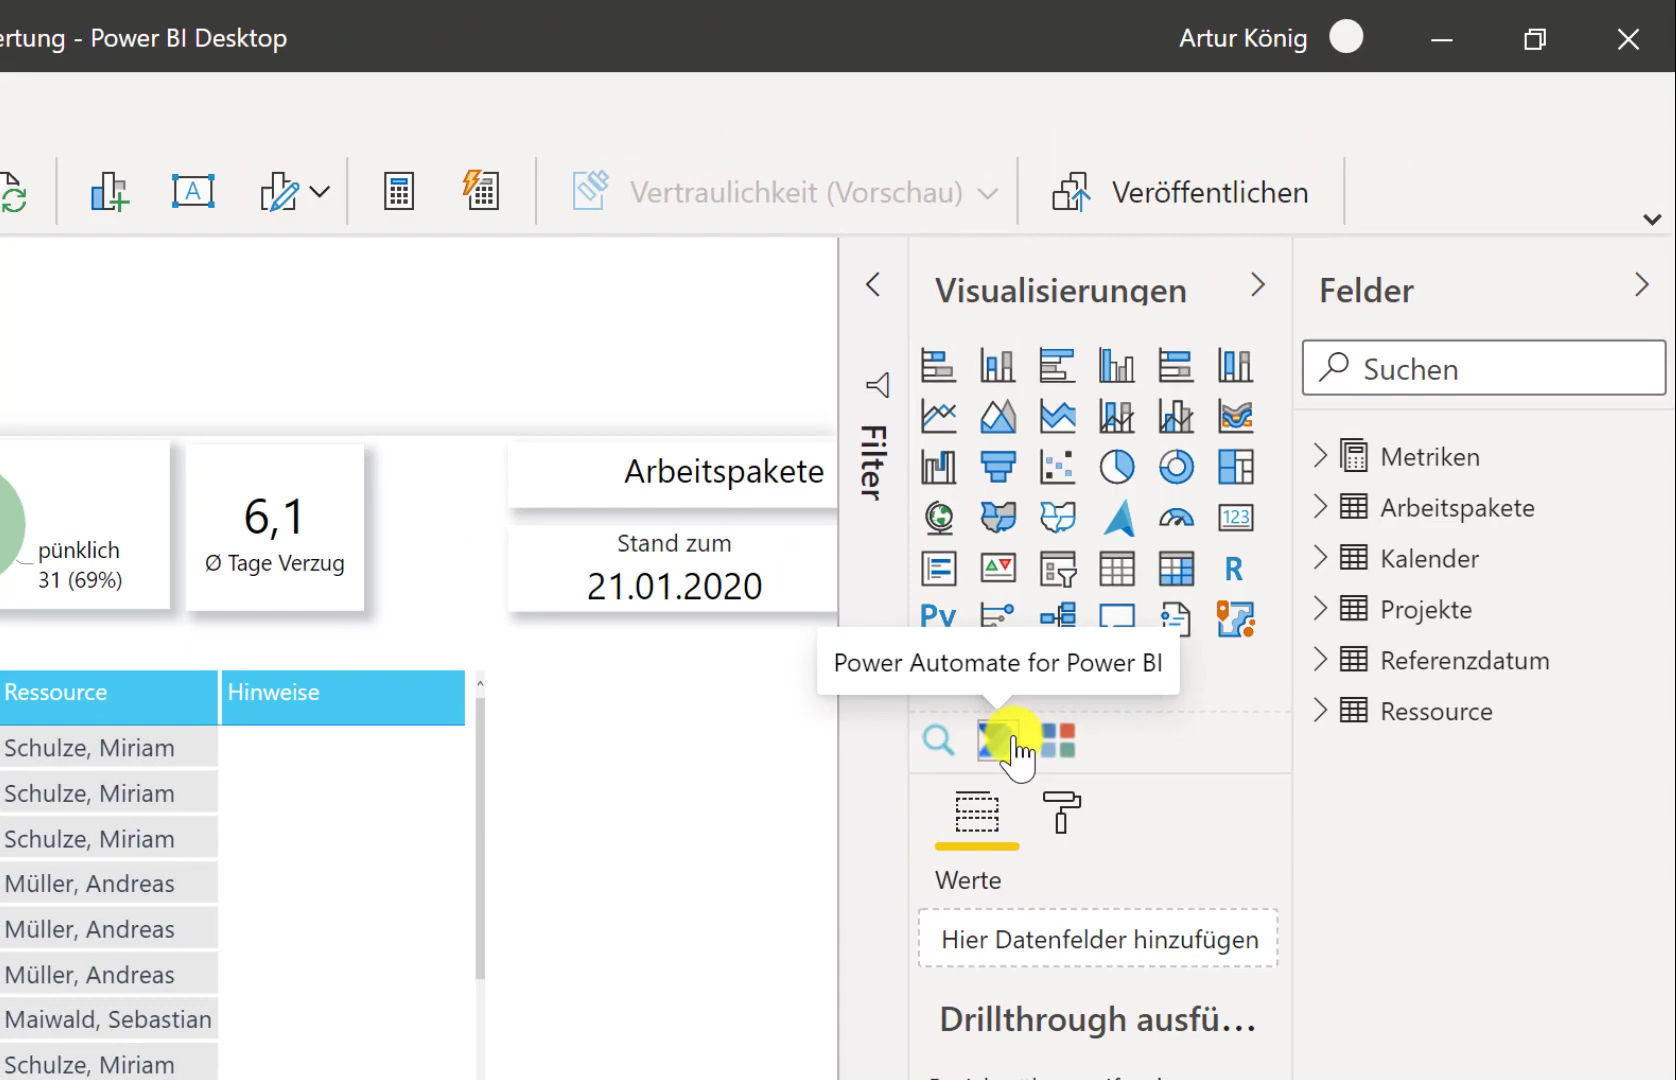 ertung - Power BI Desktop
Artur König
A
Vertraulichkeit (Vorschau)
Veröffentlichen
Visualisierungen
Felder
Suchen
Filter
Metriken
Arbeitspakete
Kalender
Projekte
Referenzdatum
Ressource
123
R
Py
pünklich
31 (69%)
6,1
Ø Tage Verzug
Arbeitspakete
Stand zum
21.01.2020
Power Automate for Power BI
Ressource
Hinweise
Schulze, Miriam
Schulze, Miriam
Schulze, Miriam
Müller, Andreas
Müller, Andreas
Müller, Andreas
Maiwald, Sebastian
Schulze, Miriam
Werte
Hier Datenfelder hinzufügen
Drillthrough ausfü...